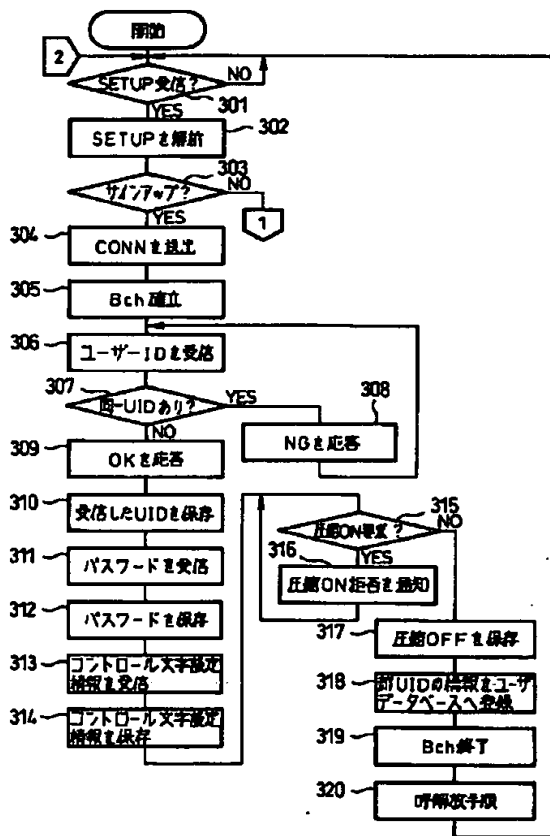 開始
2
SETUP受信?
NO
301
YES
302
SETUPを解析
303
サインアップ?
NO
YES
1
304
CONNを送出
305
Bch確立
306
ユーザーIDを受信
307
同一UIDあり?
YES
308
NO
NGを応答
309
OKを応答
310
受信したUIDを保存
315
圧縮ON要求?
NO
316
YES
圧縮ON拒否を通知
311
パスワードを受信
312
パスワードを保存
313
コントロール文字設定
情報を受信
314
コントロール文字設定
情報を保存
317
圧縮OFFを保存
318
新UIDの情報をユーザ
データベースへ登録
319
Bch終了
320
呼解放手順